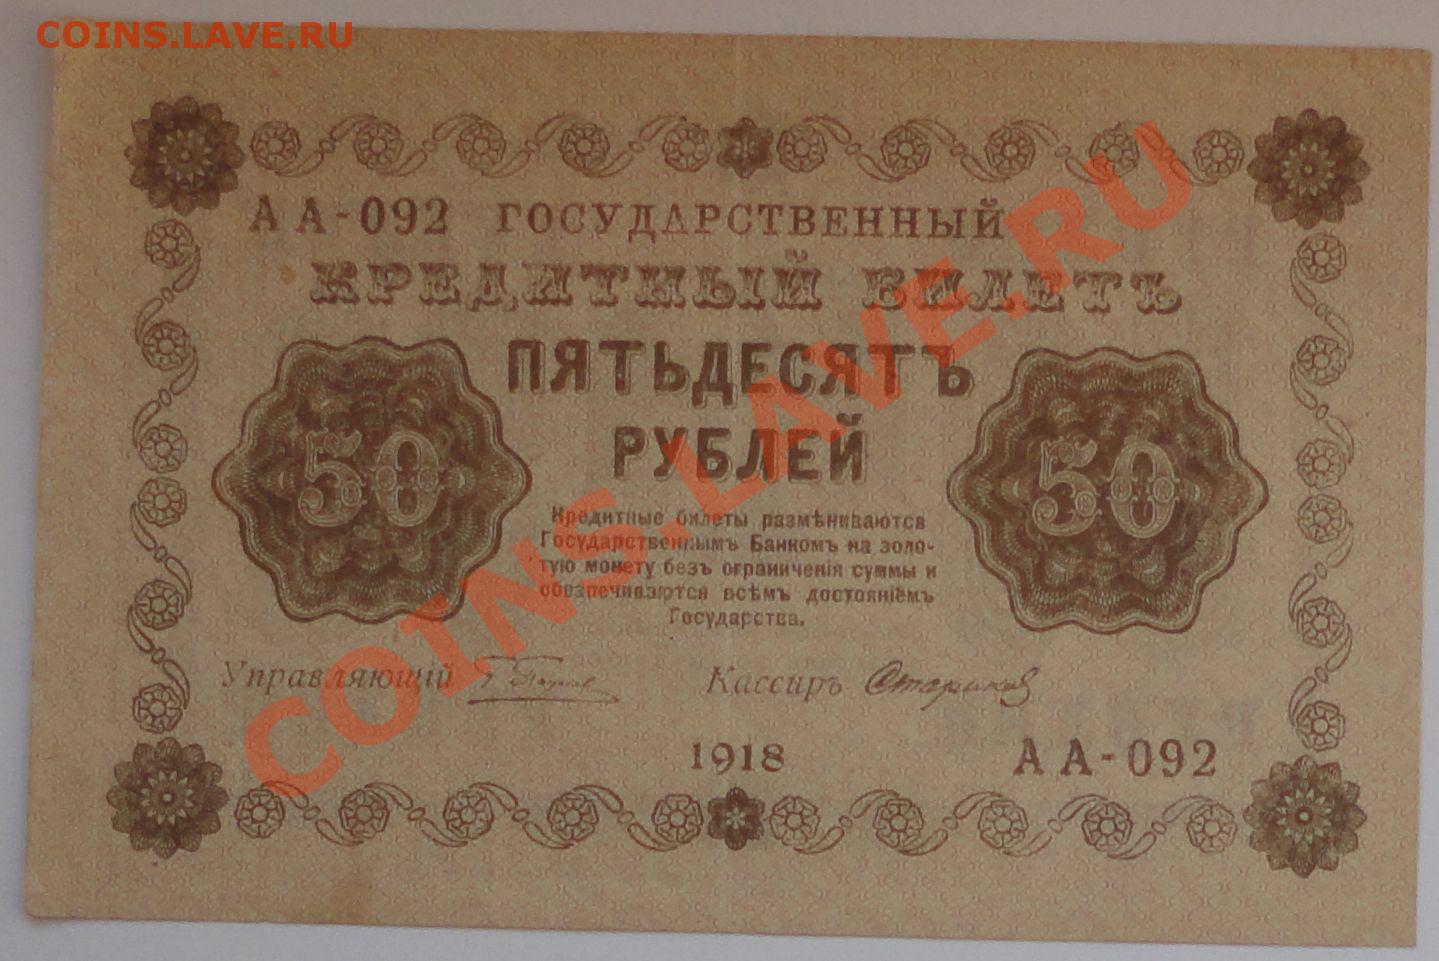 COINS.LAVE.RU
АА-092 ГОСУДАРСТВЕННЫЙ
КРЕДИТНЫЙ БИЛЕТЪ
ПЯТЬДЕСЯТЪ
РУБЛЕЙ
50
50
Кредитные билеты размѣниваются
Государственнымъ Банкомъ на золо-
тую монету безъ ограниченія суммы и
обезпечиваются всѣмъ достояніемъ
Государства.
Управляющій
Кассиръ Стариков
1918 АА-092
COINS.LAVE.RU